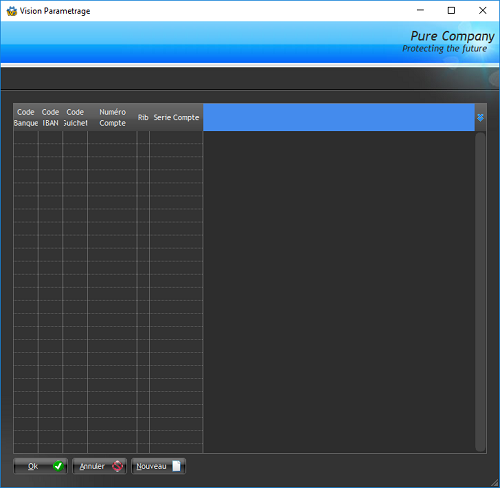 Vision Parametrage
Pure Company
Protecting the future
Code Banque
Code IBAN
Code Guichet
Numéro Compte
Rib
Serie Compte
Ok
Annuler
Nouveau